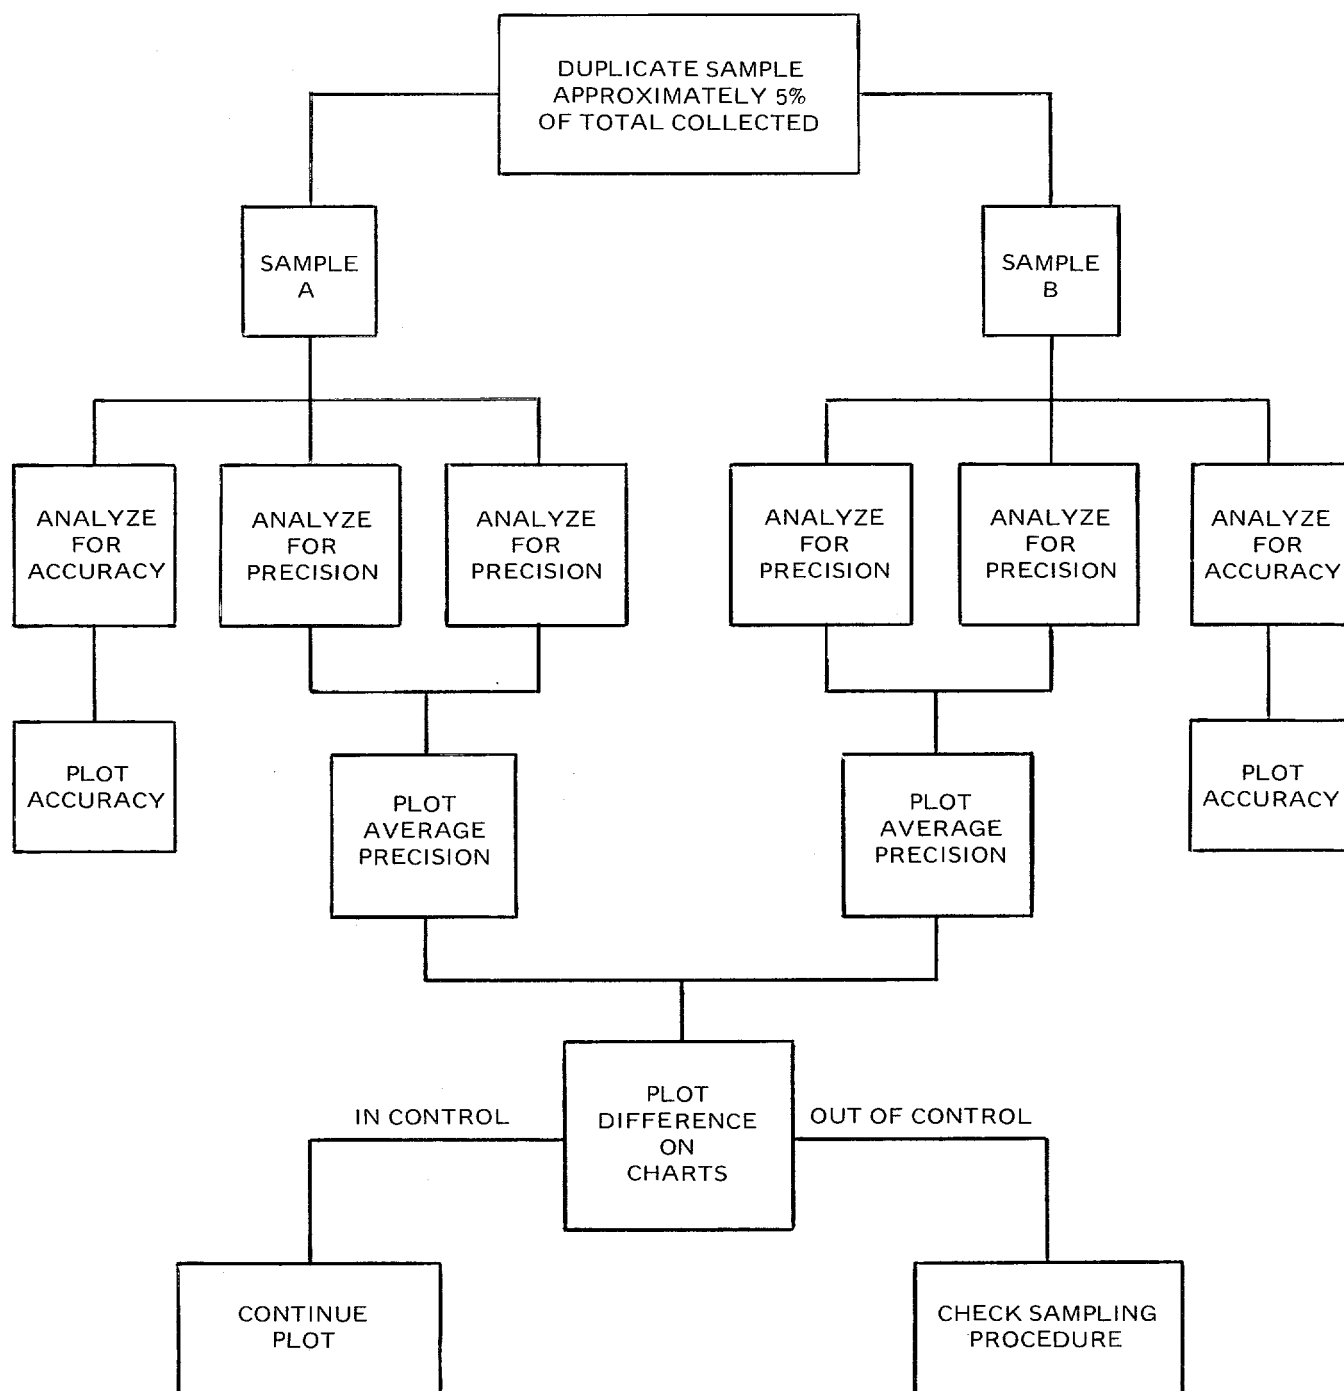 DUPLICATE SAMPLE
APPROXIMATELY 5%
OF TOTAL COLLECTED
SAMPLE
A
SAMPLE
B
ANALYZE
FOR
ACCURACY
ANALYZE
FOR
PRECISION
ANALYZE
FOR
PRECISION
ANALYZE
FOR
PRECISION
ANALYZE
FOR
PRECISION
ANALYZE
FOR
ACCURACY
PLOT
ACCURACY
PLOT
AVERAGE
PRECISION
PLOT
AVERAGE
PRECISION
PLOT
ACCURACY
PLOT
DIFFERENCE
ON
CHARTS
IN CONTROL
OUT OF CONTROL
CONTINUE
PLOT
CHECK SAMPLING
PROCEDURE